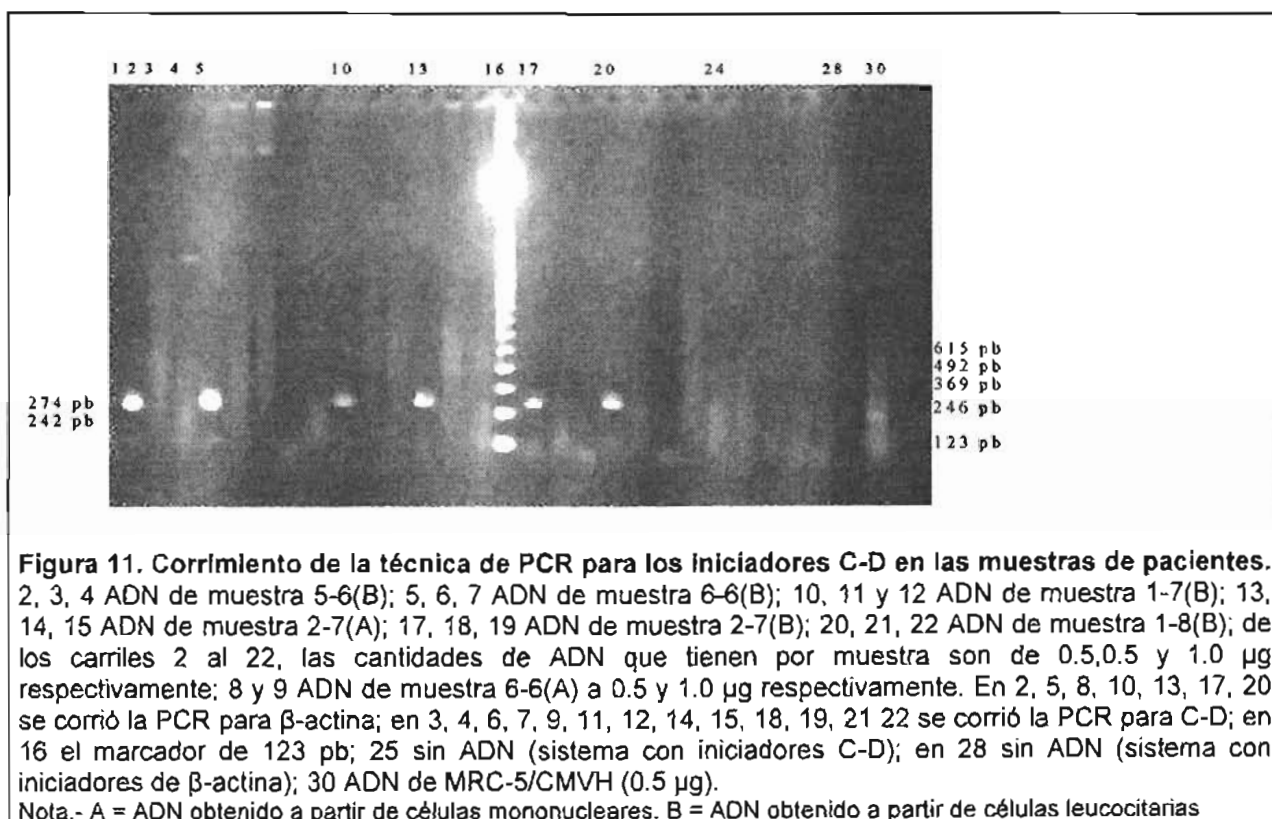 1 2 3 4 5 10 13 16 17 20 24 28 30
615 pb
492 pb
369 pb
274 pb 246 pb
242 pb
123 pb
Figura 11. Corrimiento de la técnica de PCR para los iniciadores C-D en las muestras de pacientes.
2, 3, 4 ADN de muestra 5-6(B); 5, 6, 7 ADN de muestra 6-6(B); 10, 11 y 12 ADN de muestra 1-7(B); 13,
14, 15 ADN de muestra 2-7(A); 17, 18, 19 ADN de muestra 2-7(B); 20, 21, 22 ADN de muestra 1-8(B); de
los carriles 2 al 22, las cantidades de ADN que tienen por muestra son de 0.5,0.5 y 1.0 µg
respectivamente; 8 y 9 ADN de muestra 6-6(A) a 0.5 y 1.0 µg respectivamente. En 2, 5, 8, 10, 13, 17, 20
se corrió la PCR para β-actina; en 3, 4, 6, 7, 9, 11, 12, 14, 15, 18, 19, 21 22 se corrió la PCR para C-D; en
16 el marcador de 123 pb; 25 sin ADN (sistema con iniciadores C-D); en 28 sin ADN (sistema con
iniciadores de β-actina); 30 ADN de MRC-5/CMVH (0.5 µg).
Nota.- A = ADN obtenido a partir de células mononucleares. B = ADN obtenido a partir de células leucocitarias